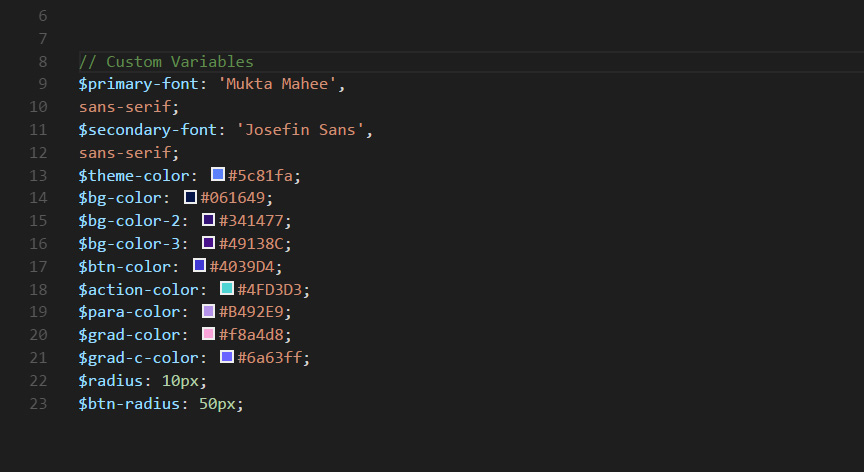 6
7
8 // Custom Variables
9 $primary-font: 'Mukta Mahee',
10 sans-serif;
11 $secondary-font: 'Josefin Sans',
12 sans-serif;
13 $theme-color: #5c81fa;
14 $bg-color: #061649;
15 $bg-color-2: #341477;
16 $bg-color-3: #49138C;
17 $btn-color: #4039D4;
18 $action-color: #4FD3D3;
19 $para-color: #B492E9;
20 $grad-color: #f8a4d8;
21 $grad-c-color: #6a63ff;
22 $radius: 10px;
23 $btn-radius: 50px;